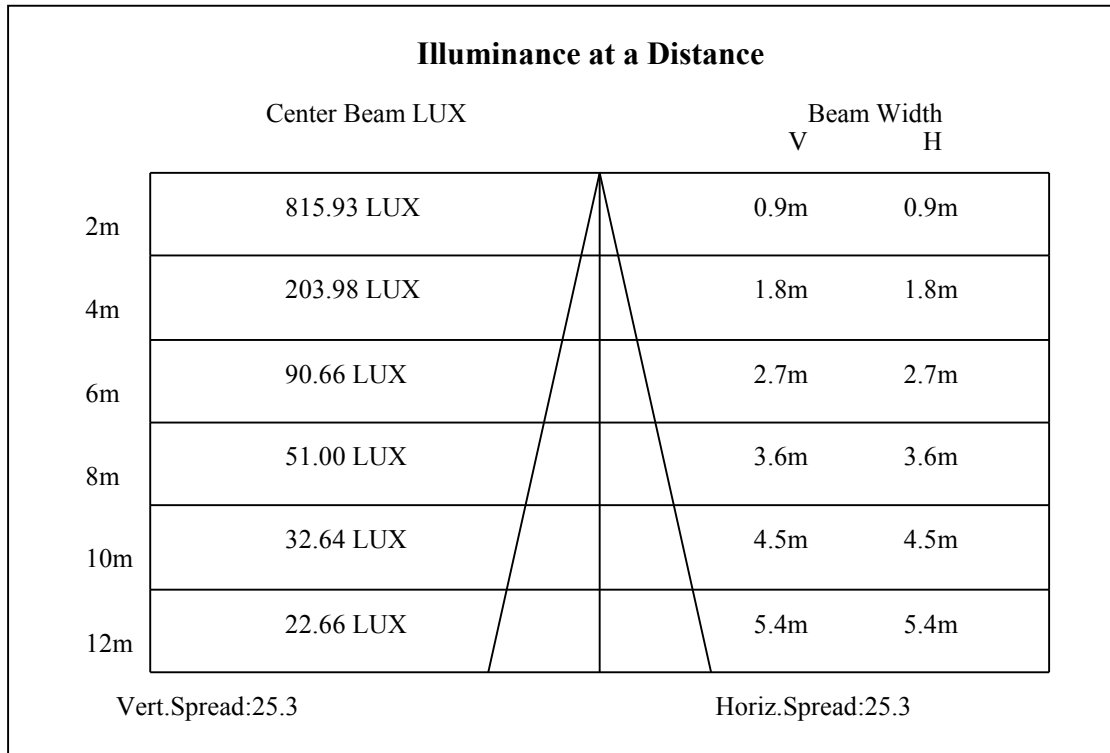 Illuminance at a Distance
Center Beam LUX Beam Width
V H
815.93 LUX 0.9m 0.9m
2m
203.98 LUX 1.8m 1.8m
4m
90.66 LUX 2.7m 2.7m
6m
51.00 LUX 3.6m 3.6m
8m
32.64 LUX 4.5m 4.5m
10m
22.66 LUX 5.4m 5.4m
12m
Vert.Spread:25.3 Horiz.Spread:25.3